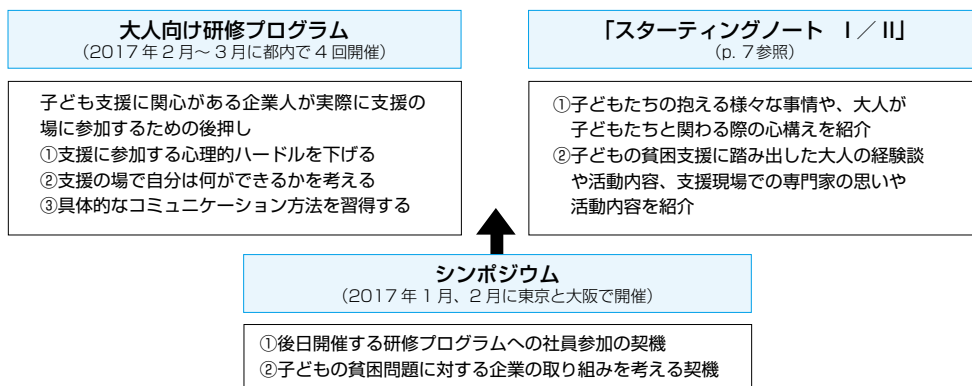 大人向け研修プログラム
(2017年2月〜3月に都内で4回開催)
子ども支援に関心がある企業人が実際に支援の
場に参加するための後押し
①支援に参加する心理的ハードルを下げる
②支援の場で自分は何ができるかを考える
③具体的なコミュニケーション方法を習得する
「スターティングノート Ⅰ/Ⅱ」
(p. 7参照)
①子どもたちの抱える様々な事情や、大人が
子どもたちと関わる際の心構えを紹介
②子どもの貧困支援に踏み出した大人の経験談
や活動内容、支援現場での専門家の思いや
活動内容を紹介
シンポジウム
(2017年1月、2月に東京と大阪で開催)
①後日開催する研修プログラムへの社員参加の契機
②子どもの貧困問題に対する企業の取り組みを考える契機